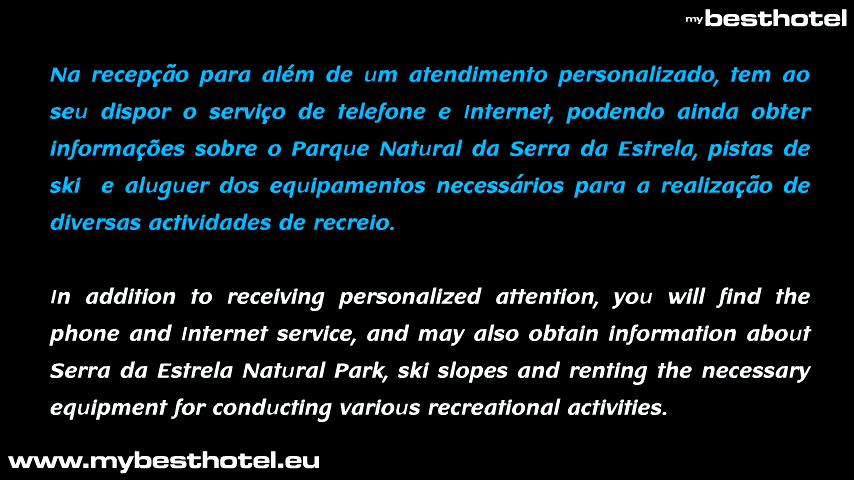 mybesthotel
Na recepção para além de um atendimento personalizado, tem ao
seu dispor o serviço de telefone e Internet, podendo ainda obter
informações sobre o Parque Natural da Serra da Estrela, pistas de
ski e aluguer dos equipamentos necessários para a realização de
diversas actividades de recreio.
In addition to receiving personalized attention, you will find the
phone and Internet service, and may also obtain information about
Serra da Estrela Natural Park, ski slopes and renting the necessary
equipment for conducting various recreational activities.
www.mybesthotel.eu